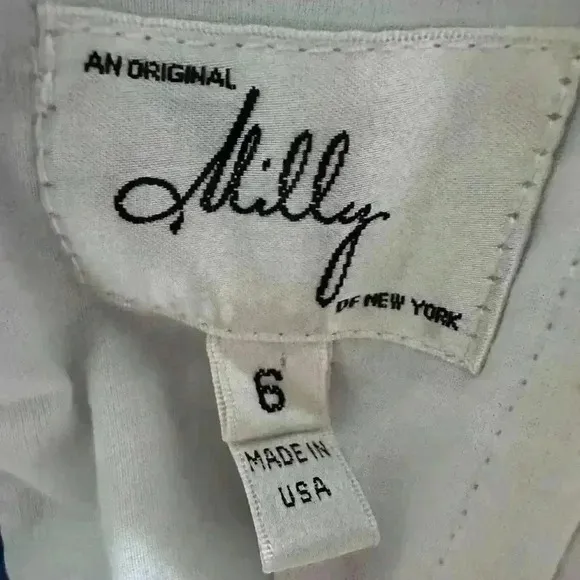 AN ORIGINAL
Milly
OF NEW YORK
6
MADE IN
USA